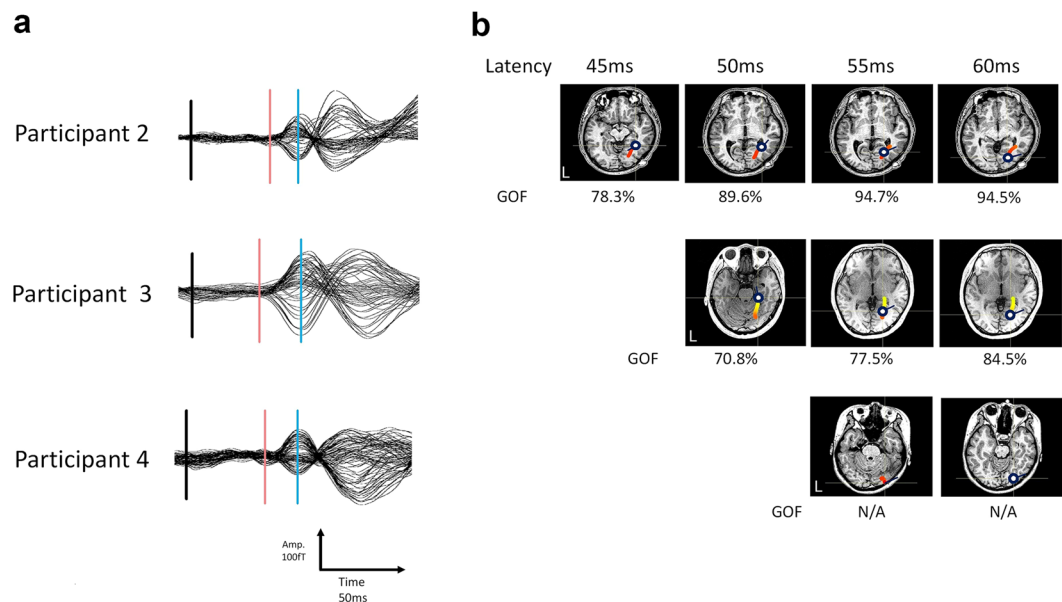 a
Participant 2
Participant 3
Participant 4
Amp.
100fT
Time
50ms
b
Latency 45ms 50ms 55ms 60ms
L
GOF 78.3% 89.6% 94.7% 94.5%
L
GOF 70.8% 77.5% 84.5%
L
GOF N/A N/A